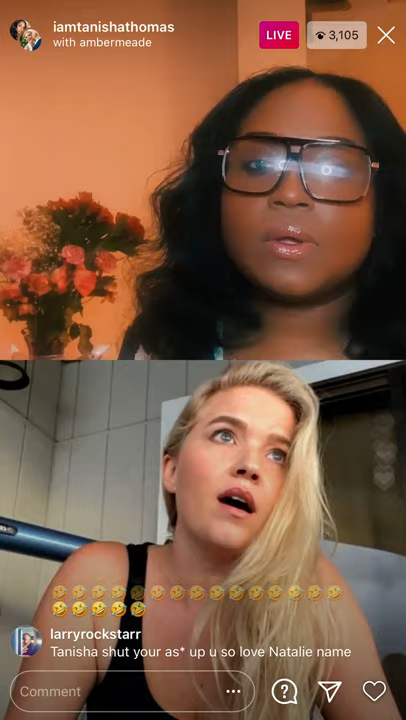 iamtanishathomas
with ambermeade
LIVE
3,105
🤣🤣🤣🤣🤣🤣🤣🤣🤣🤣🤣🤣🤣🤣🤣
🤣🤣🤣🤣🤣
larryrockstarr
Tanisha shut your as* up u so love Natalie name
Comment